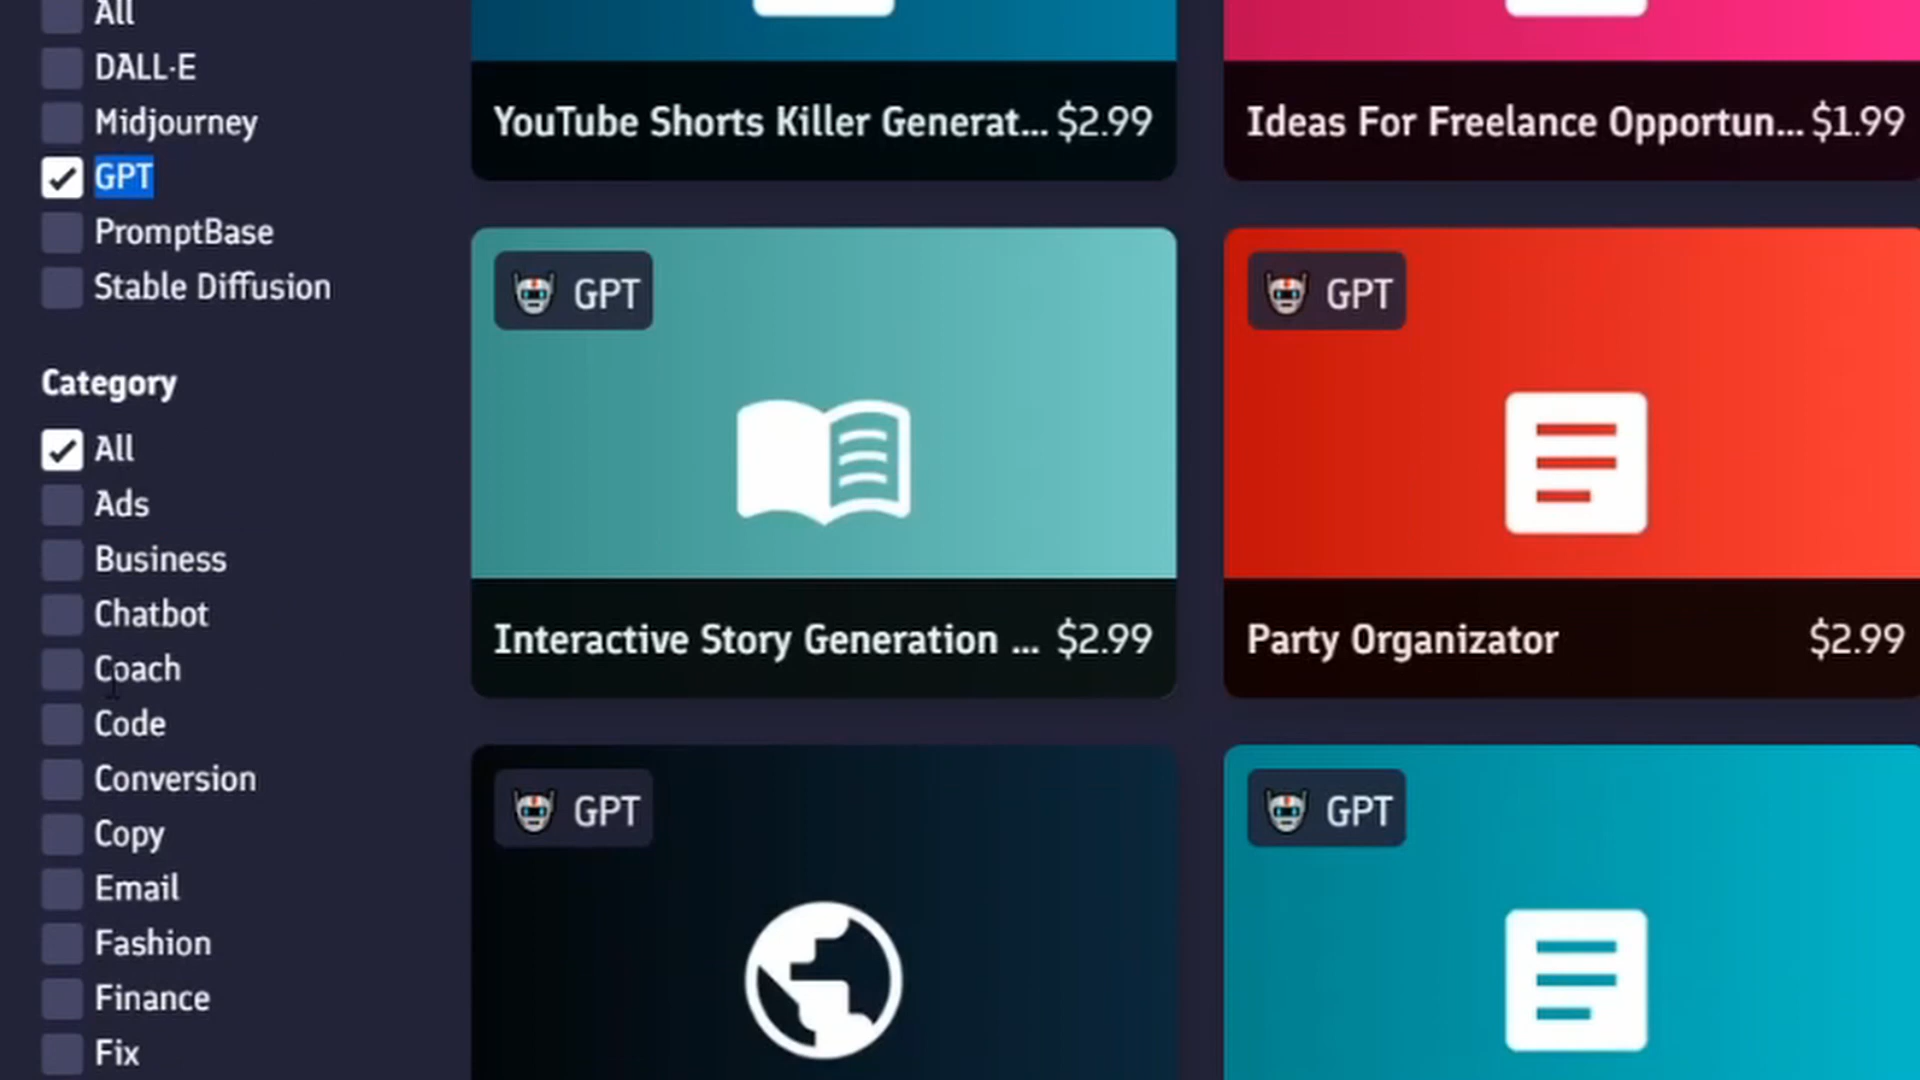 All
DALL·E
Midjourney
GPT
PromptBase
Stable Diffusion
Category
All
Ads
Business
Chatbot
Coach
Code
Conversion
Copy
Email
Fashion
Finance
Fix
YouTube Shorts Killer Generat... $2.99
Ideas For Freelance Opportun... $1.99
GPT
GPT
Interactive Story Generation ... $2.99
Party Organizator $2.99
GPT
GPT